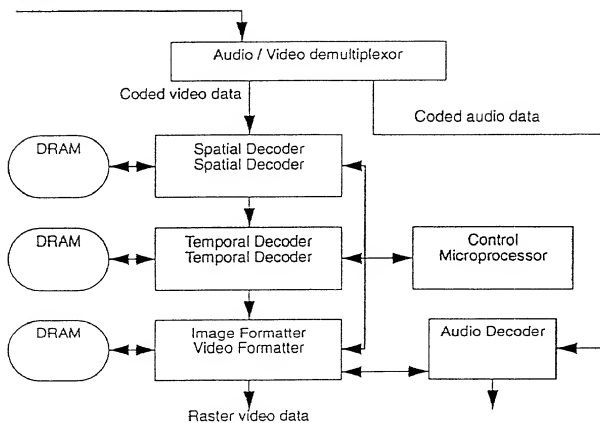 Audio / Video demultiplexor
Coded video data
Coded audio data
DRAM
Spatial Decoder
Spatial Decoder
DRAM
Temporal Decoder
Temporal Decoder
Control
Microprocessor
DRAM
Image Formatter
Video Formatter
Audio Decoder
Raster video data